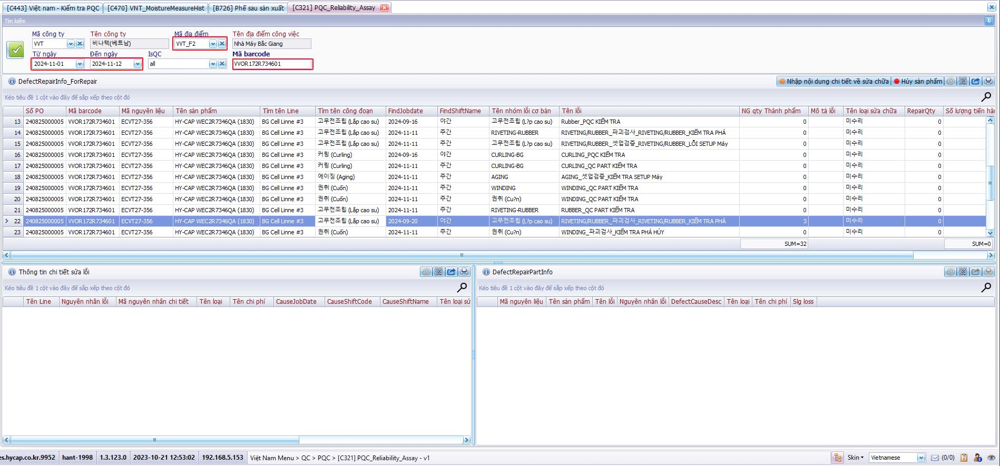 [C443] Việt nam - Kiểm tra PQC [C470] VNT_MoistureMeasureHist [B726] Phế sau sản xuất [C321] PQC_Reliability_Assay
Tìm kiếm
Mã công ty Tên công ty Mã địa điểm Tên địa điểm công việc
VVT 비나텍(베트남) VVT_F2 Nhà Máy Bắc Giang
Từ ngày Đến ngày IsQC Mã barcode
2024-11-01 2024-11-12 all VVOR172R734601
DefectRepairInfo_ForRepair Nhập nội dung chi tiết về sửa chữa Hủy sản phẩm
Kéo tiêu đề 1 cột vào đây để sắp xếp theo cột đó
Số PO Mã barcode Mã nguyên liệu Tên sản phẩm Tìm tên Line Tìm tên công đoạn FindJobdate FindShiftName Tên nhóm lỗi cơ bản Tên lỗi NG qty Thành phẩm Mô tả lỗi Tên loại sửa chữa RepairQty Số lượng tiến hàn
13 240825000005 VVOR172R734601 ECVT27-356 HY-CAP WEC2R7346QA (1830) BG Cell Linne #3 고무전조립 (Lắp cao su) 2024-09-16 야간 고무전조립 (L?p cao su) Rubber_PQC KIỂM TRA 0 미수리 0
14 240825000005 VVOR172R734601 ECVT27-356 HY-CAP WEC2R7346QA (1830) BG Cell Linne #3 고무전조립 (Lắp cao su) 2024-11-11 주간 RIVETING-RUBBER RIVETING/RUBBER_파괴검사_RIVETING/RUBBER_KIỂM TRA PHÁ 0 미수리 0
15 240825000005 VVOR172R734601 ECVT27-356 HY-CAP WEC2R7346QA (1830) BG Cell Linne #3 고무전조립 (Lắp cao su) 2024-11-11 주간 고무전조립 (L?p cao su) RIVETING/RUBBER_셋업검증_RIVETING/RUBBER_LỖI SETUP Máy 0 미수리 0
16 240825000005 VVOR172R734601 ECVT27-356 HY-CAP WEC2R7346QA (1830) BG Cell Linne #3 커링 (Curling) 2024-09-16 야간 CURLING-BG CURLING_PQC KIỂM TRA 0 미수리 0
17 240825000005 VVOR172R734601 ECVT27-356 HY-CAP WEC2R7346QA (1830) BG Cell Linne #3 커링 (Curling) 2024-11-11 주간 CURLING-BG CURLING_QC PART KIỂM TRA 0 미수리 0
18 240825000005 VVOR172R734601 ECVT27-356 HY-CAP WEC2R7346QA (1830) BG Cell Linne #3 에이징 (Aging) 2024-11-11 주간 AGING AGING_셋업검증_KIỂM TRA SETUP Máy 0 미수리 0
19 240825000005 VVOR172R734601 ECVT27-356 HY-CAP WEC2R7346QA (1830) BG Cell Linne #3 권취 (Cuốn) 2024-11-11 주간 WINDING WINDING_QC PART KIỂM TRA 0 미수리 0
20 240825000005 VVOR172R734601 ECVT27-356 HY-CAP WEC2R7346QA (1830) BG Cell Linne #3 권취 (Cuốn) 2024-11-11 주간 권취 (Cu?n) WINDING_QC PART KIỂM TRA 0 미수리 0
21 240825000005 VVOR172R734601 ECVT27-356 HY-CAP WEC2R7346QA (1830) BG Cell Linne #3 고무전조립 (Lắp cao su) 2024-11-11 주간 RIVETING-RUBBER RUBBER_QC PART KIỂM TRA 0 미수리 0
22 240825000005 VVOR172R734601 ECVT27-356 HY-CAP WEC2R7346QA (1830) BG Cell Linne #3 고무전조립 (Lắp cao su) 2024-09-20 야간 고무전조립 (L?p cao su) RIVETING/RUBBER_파괴검사_RIVETING/RUBBER_KIỂM TRA PHÁ 3 미수리 0
23 240825000005 VVOR172R734601 ECVT27-356 HY-CAP WEC2R7346QA (1830) BG Cell Linne #3 권취 (Cuốn) 2024-11-11 주간 권취 (Cu?n) WINDING_파괴검사_KIỂM TRA PHÁ HỦY 0 미수리 0
SUM=32 SUM=0
Thông tin chi tiết sửa lỗi DefectRepairPartInfo
Kéo tiêu đề 1 cột vào đây để sắp xếp theo cột đó Kéo tiêu đề 1 cột vào đây để sắp xếp theo cột đó
Tên Line Nguyên nhân lỗi Mã nguyên nhân chi tiết Tên loại Tên chi phí CauseJobDate CauseShiftCode CauseShiftName Tên loại sử Mã nguyên liệu Tên sản phẩm Tên lỗi Nguyên nhân lỗi DefectCauseDesc Tên loại Tên chi phí Slg loss
es.hycap.co.kr.9952 hant-1998 1.3.123.0 2023-10-21 12:53:02 192.168.5.153 Việt Nam Menu > QC > PQC > [C321] PQC_Reliability_Assay - v1 Skin Vietnamese (0/0)